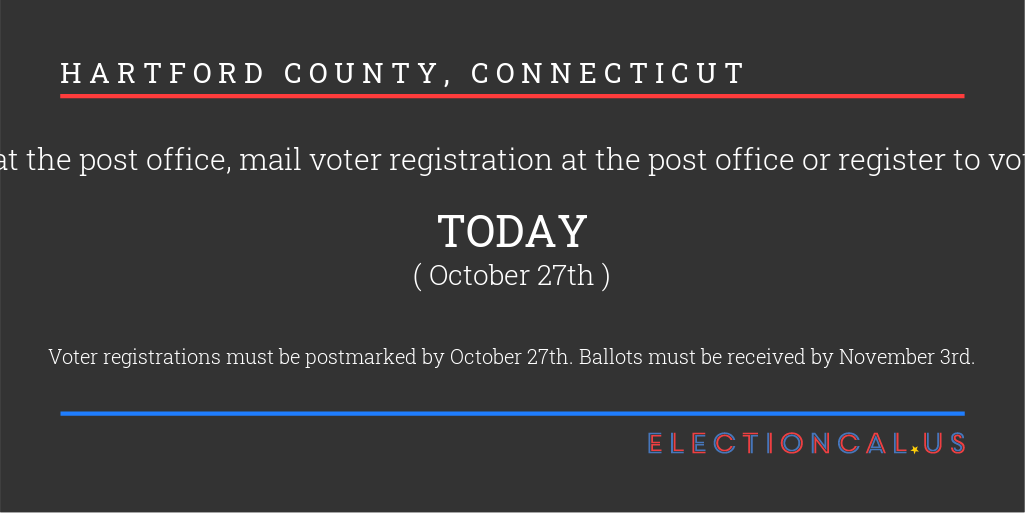 HARTFORD COUNTY, CONNECTICUT
at the post office, mail voter registration at the post office or register to vo
TODAY
( October 27th )
Voter registrations must be postmarked by October 27th. Ballots must be received by November 3rd.
ELECTIONCAL.US